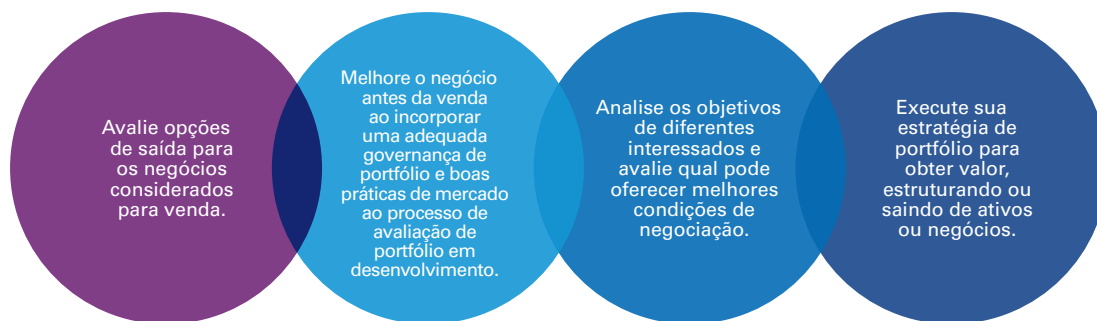 Avalie opções
de saída para
os negócios
considerados
para venda.
Melhore o negócio
antes da venda
ao incorporar
uma adequada
governança de
portfólio e boas
práticas de mercado
ao processo de
avaliação de
portfólio em
desenvolvimento.
Analise os objetivos
de diferentes
interessados e
avalie qual pode
oferecer melhores
condições de
negociação.
Execute sua
estratégia de
portfólio para
obter valor,
estruturando ou
saindo de ativos
ou negócios.